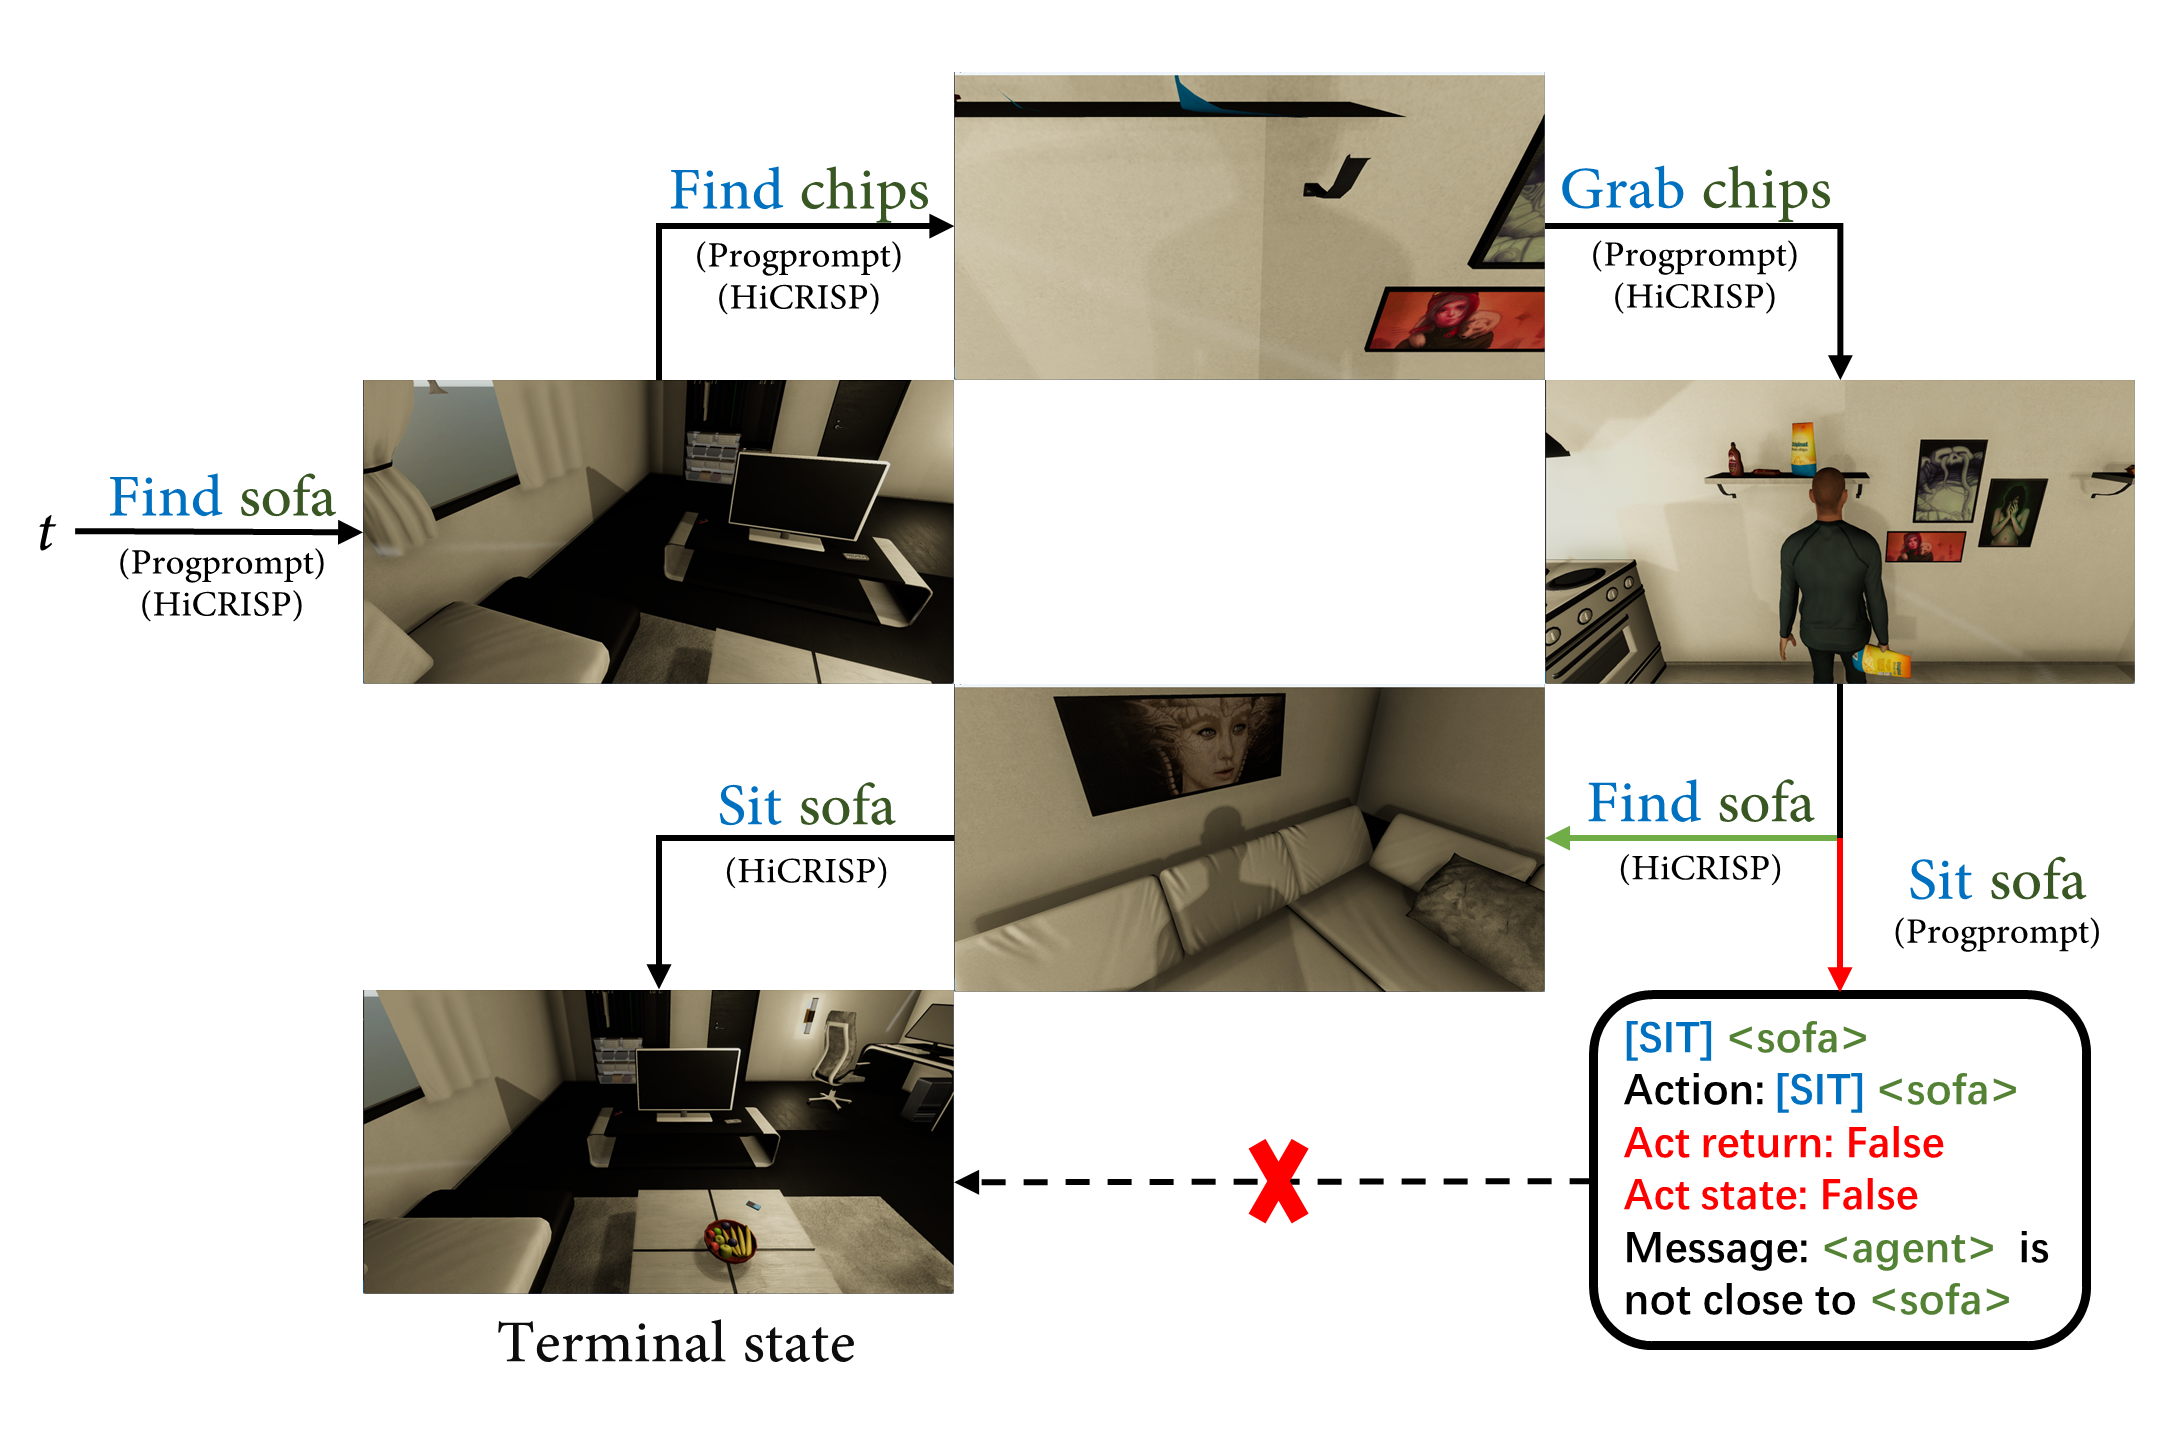 Find chips
(Progprompt)
(HiCRISP)
Grab chips
(Progprompt)
(HiCRISP)
t
Find sofa
(Progprompt)
(HiCRISP)
Sit sofa
(HiCRISP)
Find sofa
(HiCRISP)
Sit sofa
(Progprompt)
[SIT] <sofa>
Action: [SIT] <sofa>
Act return: False
Act state: False
Message: <agent> is
not close to <sofa>
Terminal state